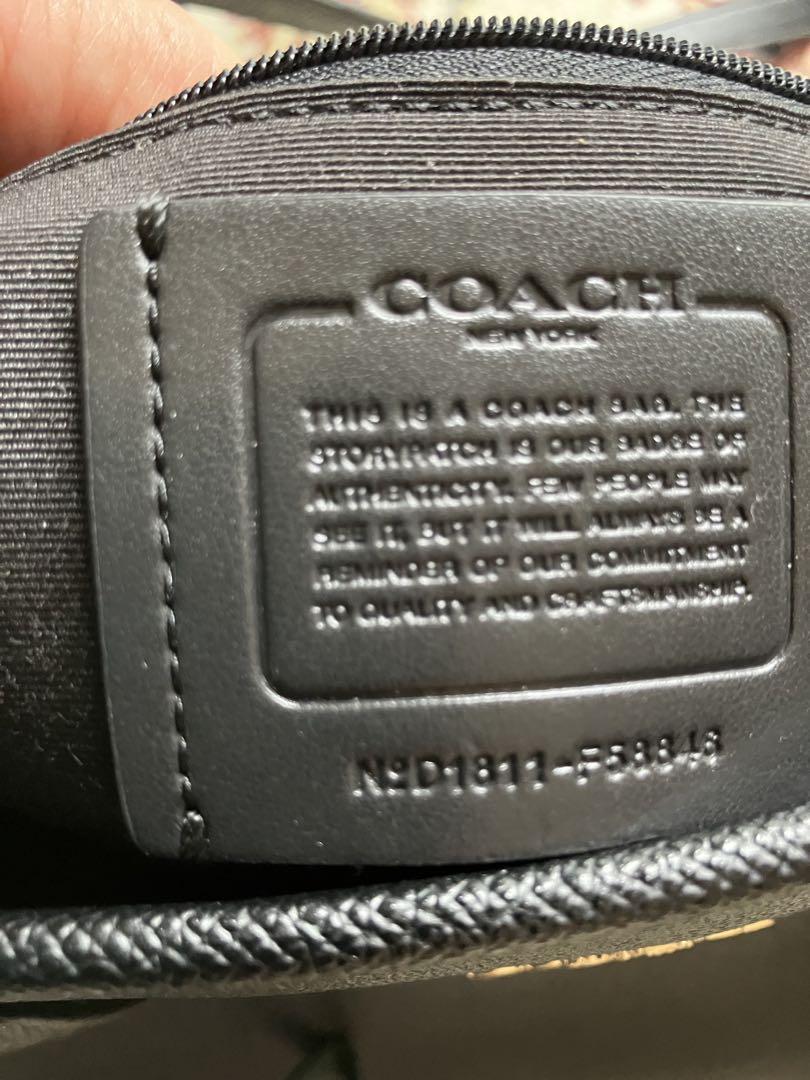 COACH
NEW YORK
THIS IS A COACH BAG. THE
STORYPATCH IS OUR BADGE OF
AUTHENTICITY. FEW PEOPLE MAY
SEE IT, BUT IT WILL ALWAYS BE A
REMINDER OF OUR COMMITMENT
TO QUALITY AND CRAFTSMANSHIP.
NºD1811-F58848